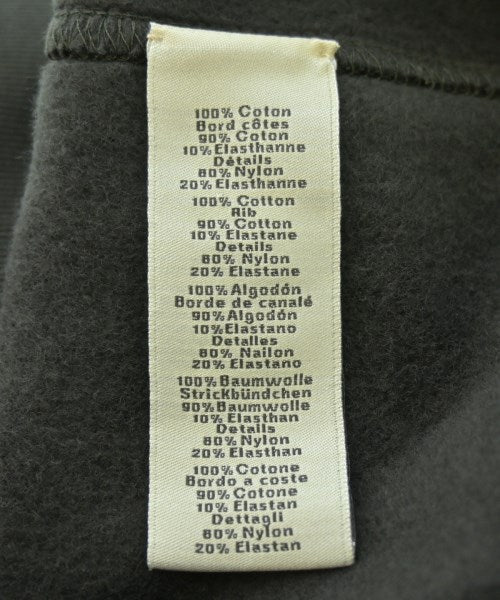 100% Coton
Bord côtes
90% Coton
10% Elasthanne
Détails
80% Nylon
20% Elasthanne
100% Cotton
Rib
90% Cotton
10% Elastane
Details
80% Nylon
20% Elastane
100% Algodón
Borde de canalé
90% Algodón
10% Elastano
Detalles
80% Nailon
20% Elastano
100% Baumwolle
Strickbündchen
90% Baumwolle
10% Elasthan
Details
80% Nylon
20% Elasthan
100% Cotone
Bordo a coste
90% Cotone
10% Elastan
Dettagli
80% Nylon
20% Elastan